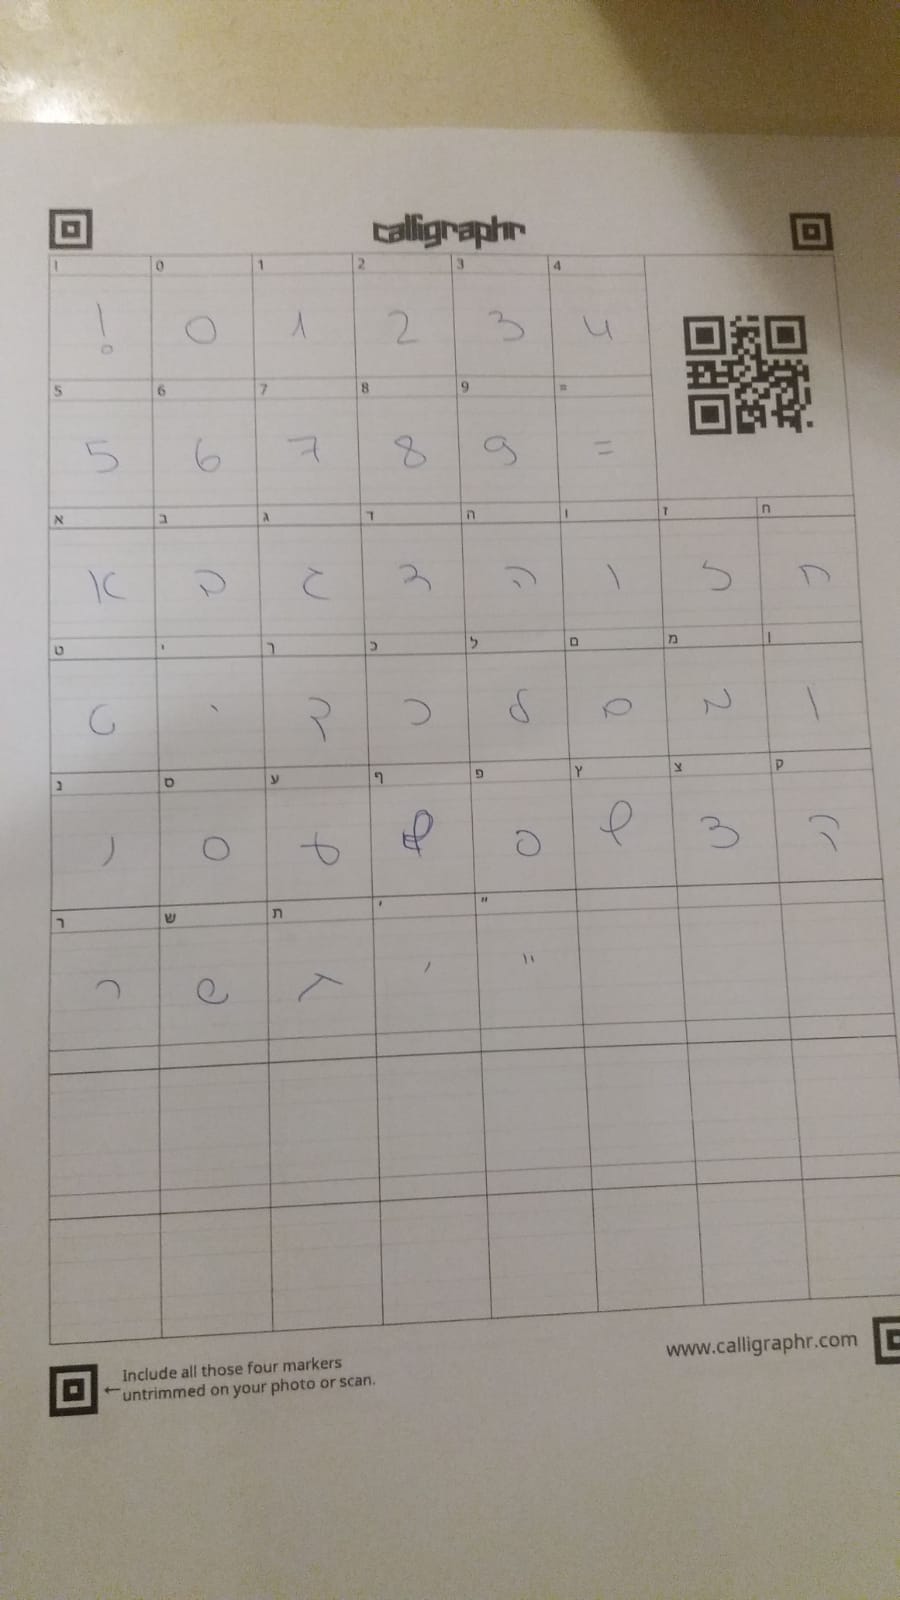 calligraphr
! 0 1 2 3 4
! 0 1 2 3 4
5 6 7 8 9 =
5 6 7 8 9 =
א ב ג ד ה ו ז ח
א ב ג ד ה ו ז ח
ט י ך כ ל ם מ ן
ט י ך כ ל ם מ ן
נ ס ע ף פ ץ צ ק
נ ס ע ף פ ץ צ ק
ר ש ת ' "
ר ש ת ' "
Include all those four markers
←untrimmed on your photo or scan.
www.calligraphr.com